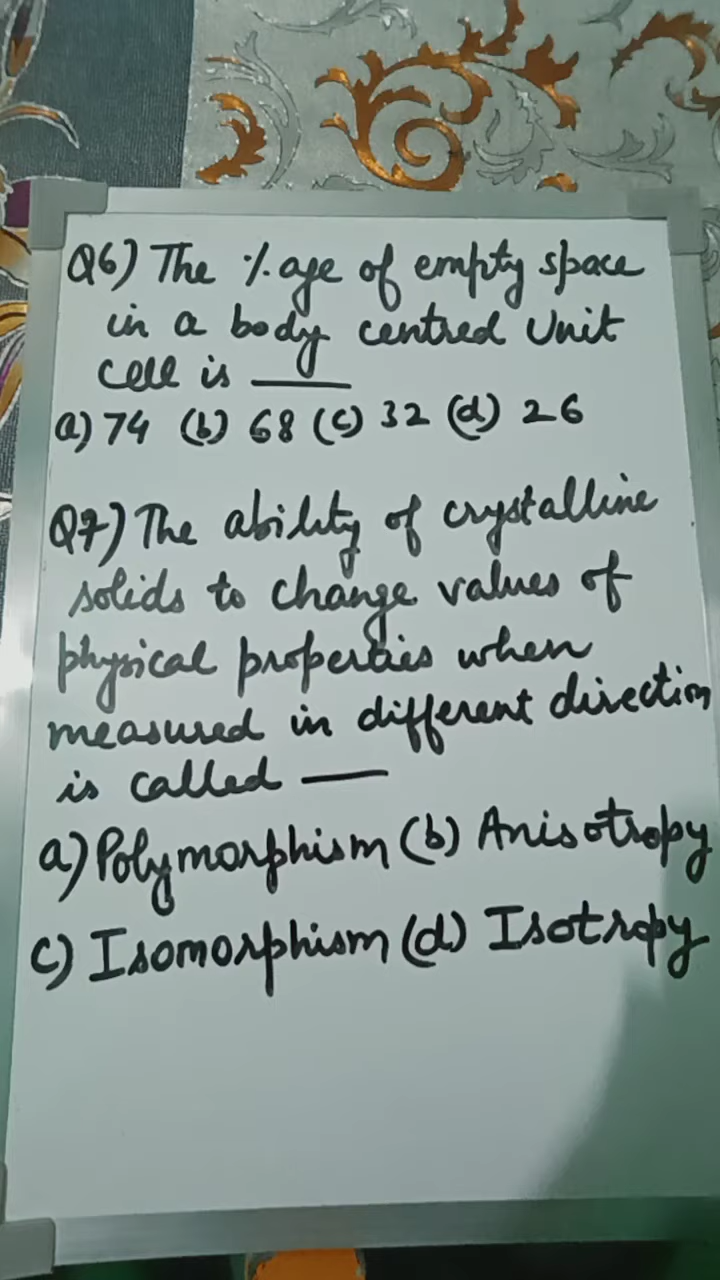 Q6) The %age of empty space
in a body centred Unit
cell is ____
a) 74 (b) 68 (c) 32 (d) 26
Q7) The ability of crystalline
solids to change values of
physical properties when
measured in different direction
is called __
a) Polymorphism (b) Anisotropy
c) Isomorphism (d) Isotropy